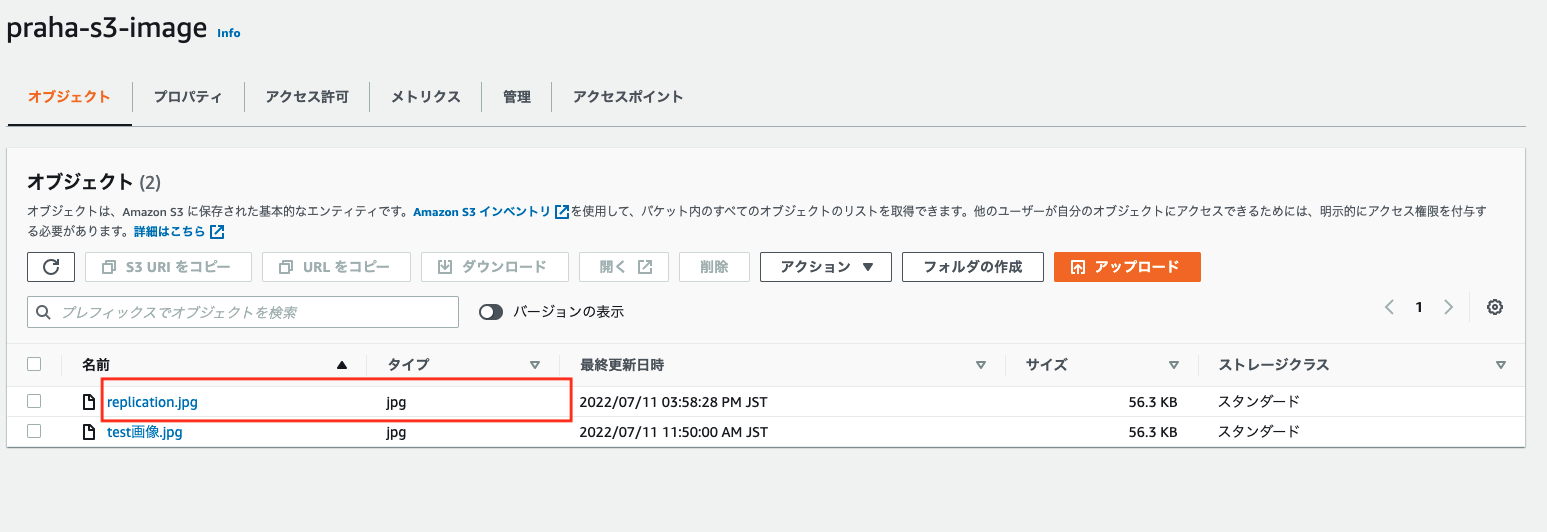 praha-s3-image Info
オブジェクト プロパティ アクセス許可 メトリクス 管理 アクセスポイント
オブジェクト (2)
オブジェクトは、Amazon S3 に保存された基本的なエンティティです。Amazon S3 インベントリ を使用して、バケット内のすべてのオブジェクトのリストを取得できます。他のユーザーが自分のオブジェクトにアクセスできるためには、明示的にアクセス権限を付与す
る必要があります。詳細はこちら
S3 URI をコピー URL をコピー ダウンロード 開く 削除 アクション フォルダの作成 アップロード
プレフィックスでオブジェクトを検索 バージョンの表示 1
名前 タイプ 最終更新日時 サイズ ストレージクラス
replication.jpg jpg 2022/07/11 03:58:28 PM JST 56.3 KB スタンダード
test画像.jpg jpg 2022/07/11 11:50:00 AM JST 56.3 KB スタンダード